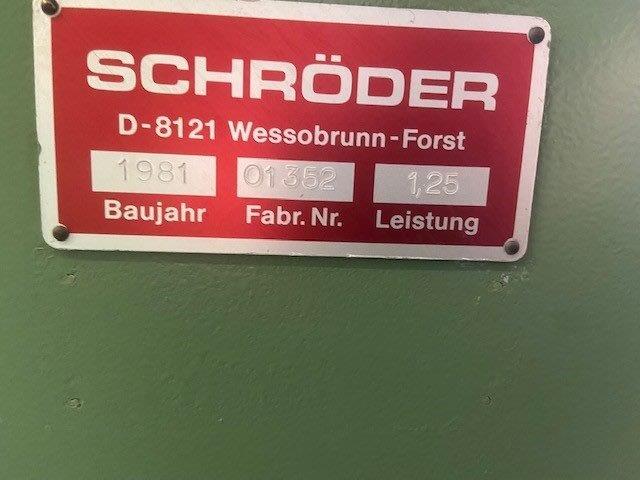 SCHRÖDER
D-8121 Wessobrunn-Forst
1981 01352 1,25
Baujahr Fabr. Nr. Leistung